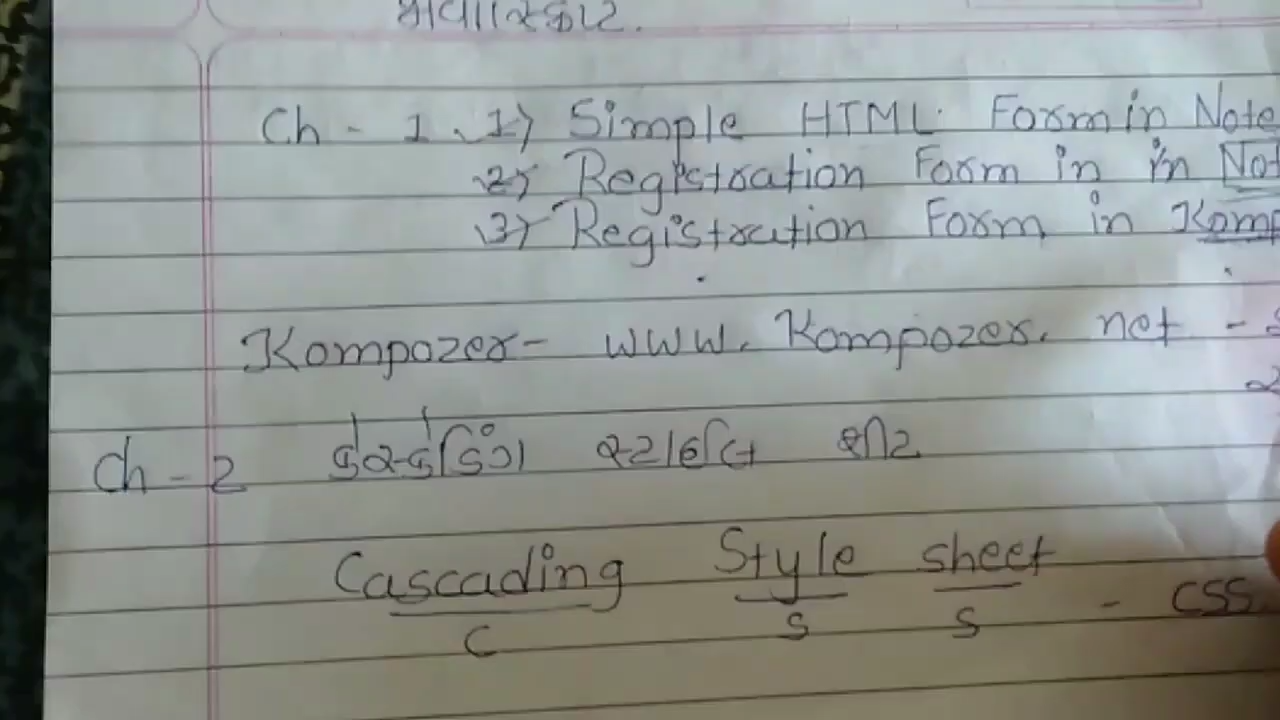 Ch - 1. 1) Simple HTML. Form in Note
2) Registration Form in in Not
3) Registration Form in Komp
Kompozer - www. Kompozer. net -
Ch - 2 કેસ્કેડિંગ સ્ટાઈલ શીટ
Cascading Style sheet
C S S - CSS